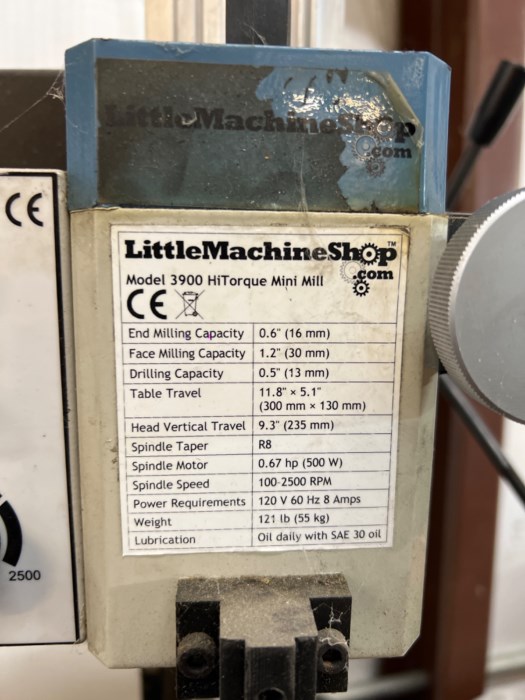 LittleMachineShop
.com
CE
LittleMachineShop™
.com
Model 3900 HiTorque Mini Mill
CE
End Milling Capacity 0.6" (16 mm)
Face Milling Capacity 1.2" (30 mm)
Drilling Capacity 0.5" (13 mm)
Table Travel 11.8" × 5.1"
(300 mm × 130 mm)
Head Vertical Travel 9.3" (235 mm)
Spindle Taper R8
Spindle Motor 0.67 hp (500 W)
Spindle Speed 100-2500 RPM
Power Requirements 120 V 60 Hz 8 Amps
Weight 121 lb (55 kg)
Lubrication Oil daily with SAE 30 oil
2500